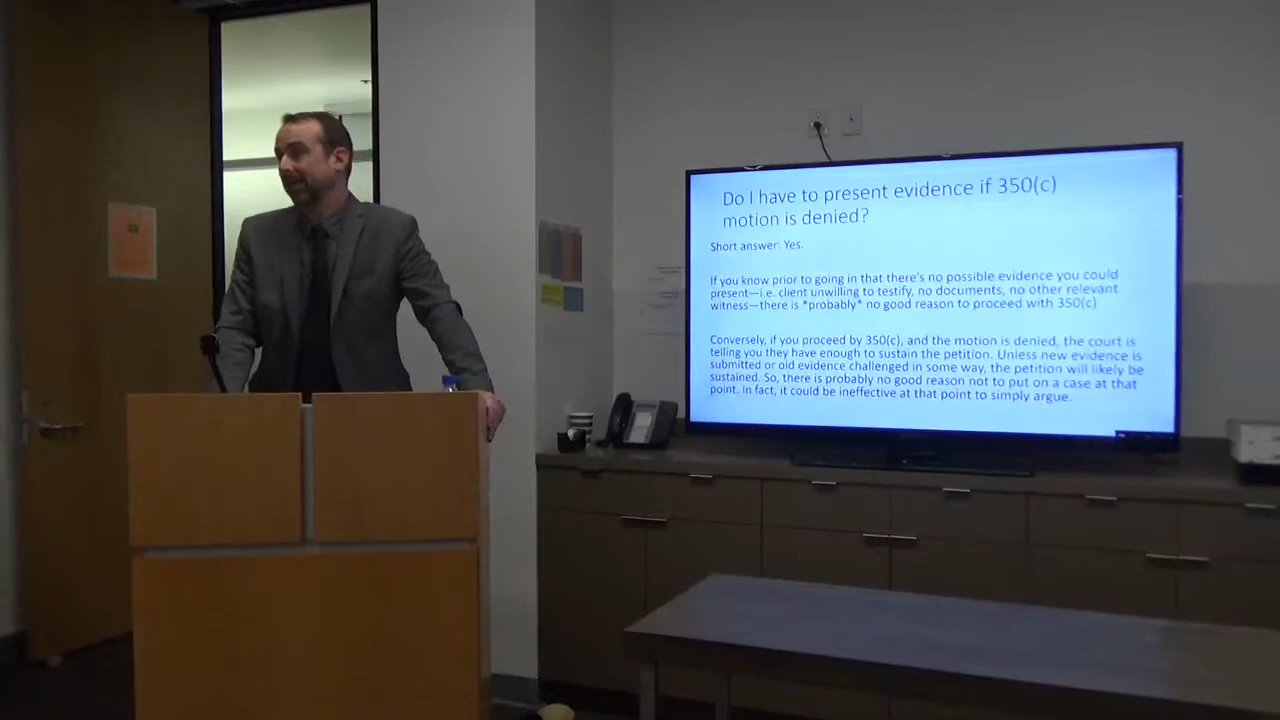 Do I have to present evidence if 350(c)
motion is denied?
Short answer: Yes.
If you know prior to going in that there's no possible evidence you could
present—i.e. client unwilling to testify, no documents, no other relevant
witness—there is *probably* no good reason to proceed with 350(c)
Conversely, if you proceed by 350(c), and the motion is denied, the court is
telling you they have enough to sustain the petition. Unless new evidence is
submitted or old evidence challenged in some way, the petition will likely be
sustained. So, there is probably no good reason not to put on a case at that
point. In fact, it could be ineffective at that point to simply argue.